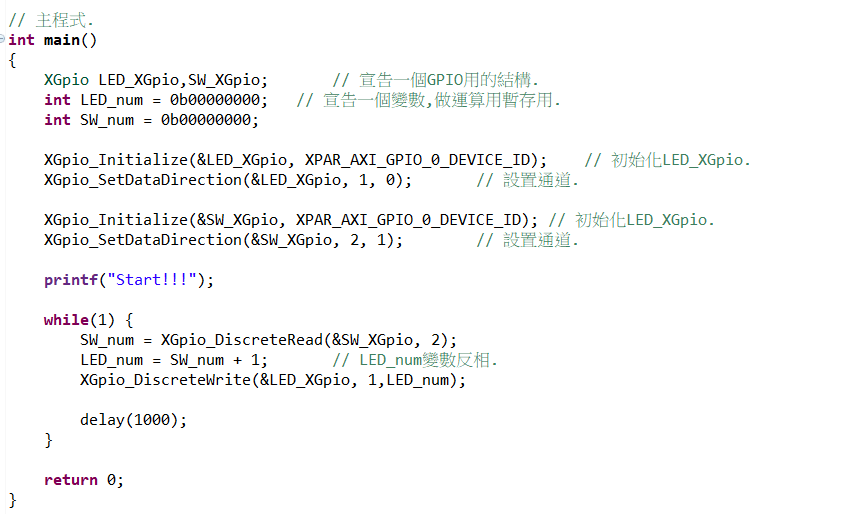 // 主程式.
int main()
{
    XGpio LED_XGpio,SW_XGpio;       // 宣告一個GPIO用的結構.
    int LED_num = 0b00000000;   // 宣告一個變數,做運算用暫存用.
    int SW_num = 0b00000000;
    XGpio_Initialize(&LED_XGpio, XPAR_AXI_GPIO_0_DEVICE_ID);    // 初始化LED_XGpio.
    XGpio_SetDataDirection(&LED_XGpio, 1, 0);       // 設置通道.
    XGpio_Initialize(&SW_XGpio, XPAR_AXI_GPIO_0_DEVICE_ID); // 初始化LED_XGpio.
    XGpio_SetDataDirection(&SW_XGpio, 2, 1);        // 設置通道.
    printf("Start!!!");
    while(1) {
        SW_num = XGpio_DiscreteRead(&SW_XGpio, 2);
        LED_num = SW_num + 1;       // LED_num變數反相.
        XGpio_DiscreteWrite(&LED_XGpio, 1,LED_num);
        delay(1000);
    }
    return 0;
}